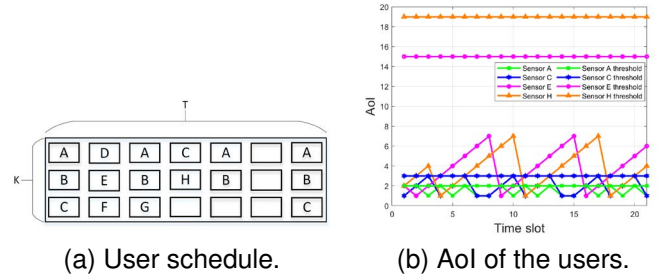 T
K
A D A C A A
B E B H B B
C F G C
(a) User schedule.
20
18
16
14
12
10
8
6
4
2
0
AoI
Sensor A Sensor A threshold
Sensor C Sensor C threshold
Sensor E Sensor E threshold
Sensor H Sensor H threshold
0 5 10 15 20
Time slot
(b) AoI of the users.